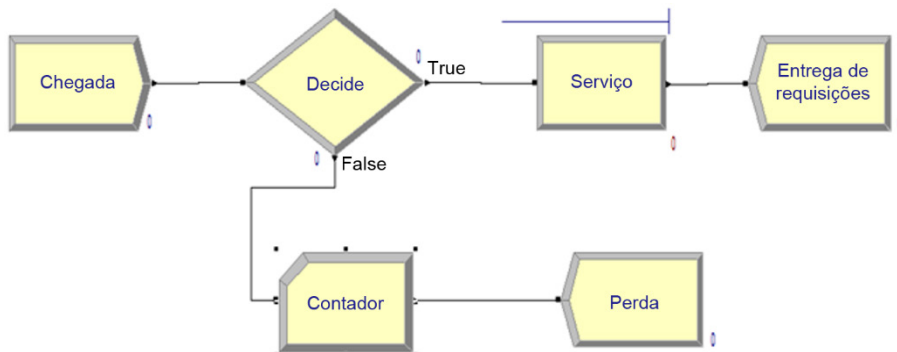 Chegada
0
Decide
0
True
0
False
Serviço
0
Entrega de
requisições
Contador
Perda
0